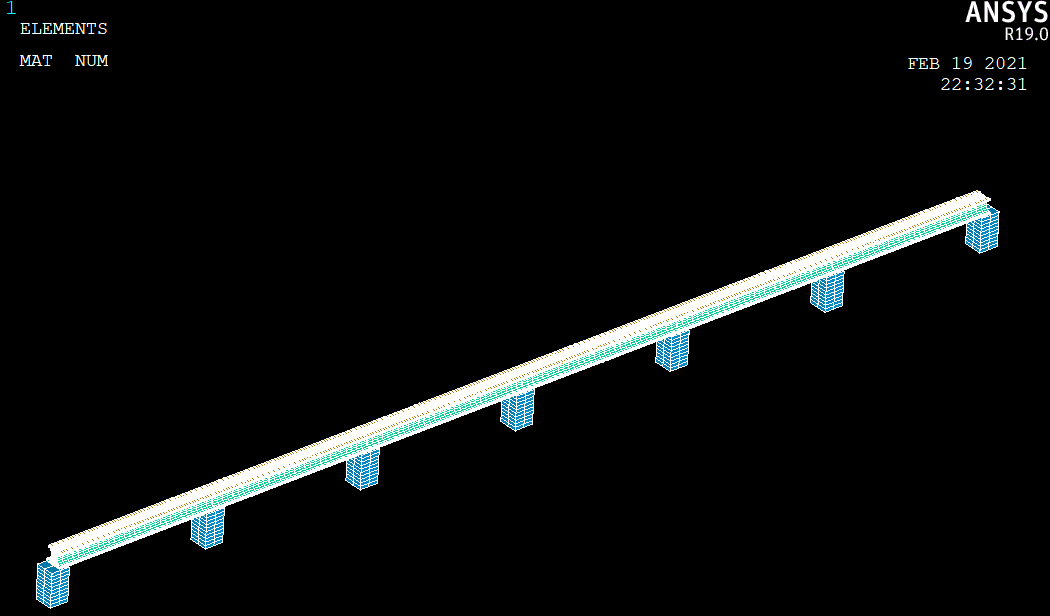 1
ELEMENTS
MAT NUM
ANSYS
R19.0
FEB 19 2021
22:32:31